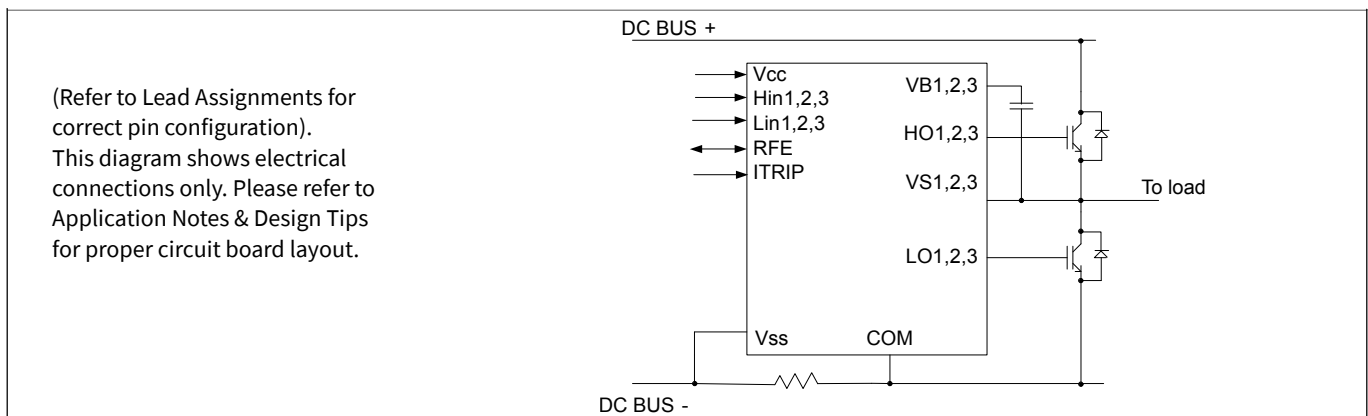 (Refer to Lead Assignments for
correct pin configuration).
This diagram shows electrical
connections only. Please refer to
Application Notes & Design Tips
for proper circuit board layout.
DC BUS +
Vcc
Hin1,2,3
Lin1,2,3
RFE
ITRIP
VB1,2,3
HO1,2,3
VS1,2,3
To load
LO1,2,3
Vss
COM
DC BUS -